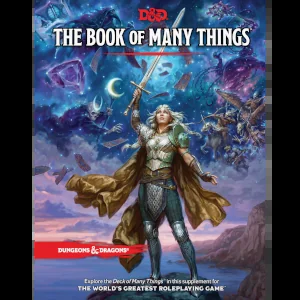 D&D
THE BOOK OF MANY THINGS
DUNGEONS & DRAGONS®
Explore the Deck of Many Things™ in this supplement for
THE WORLD'S GREATEST ROLEPLAYING GAME®